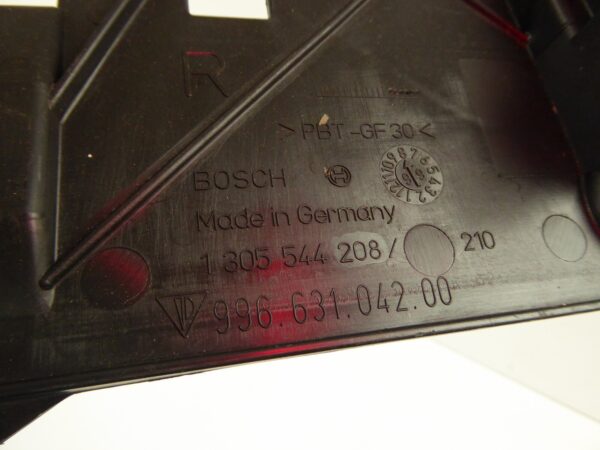 R
>PBT-GF30<
BOSCH
Made in Germany
1 305 544 208/ 210
996.631.042.00